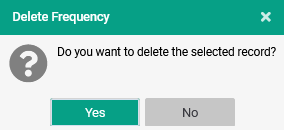 Delete Frequency
Do you want to delete the selected record?
Yes
No